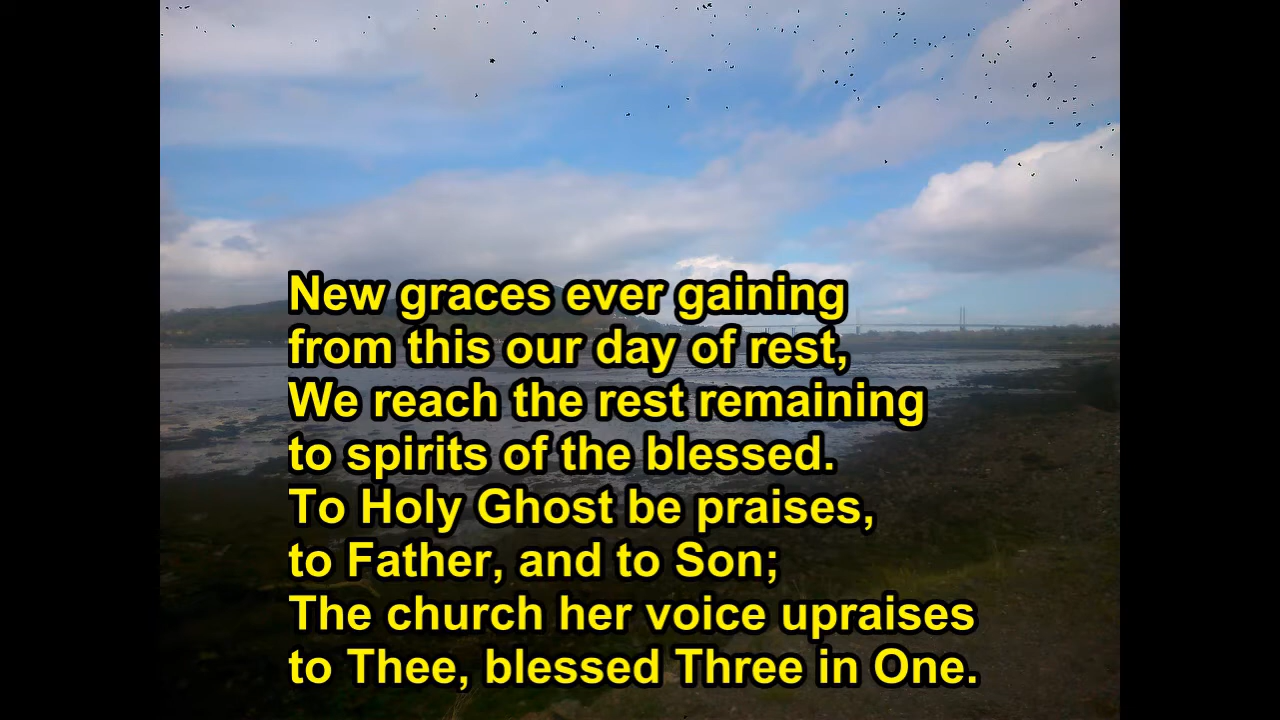 New graces ever gaining
from this our day of rest,
We reach the rest remaining
to spirits of the blessed.
To Holy Ghost be praises,
to Father, and to Son;
The church her voice upraises
to Thee, blessed Three in One.